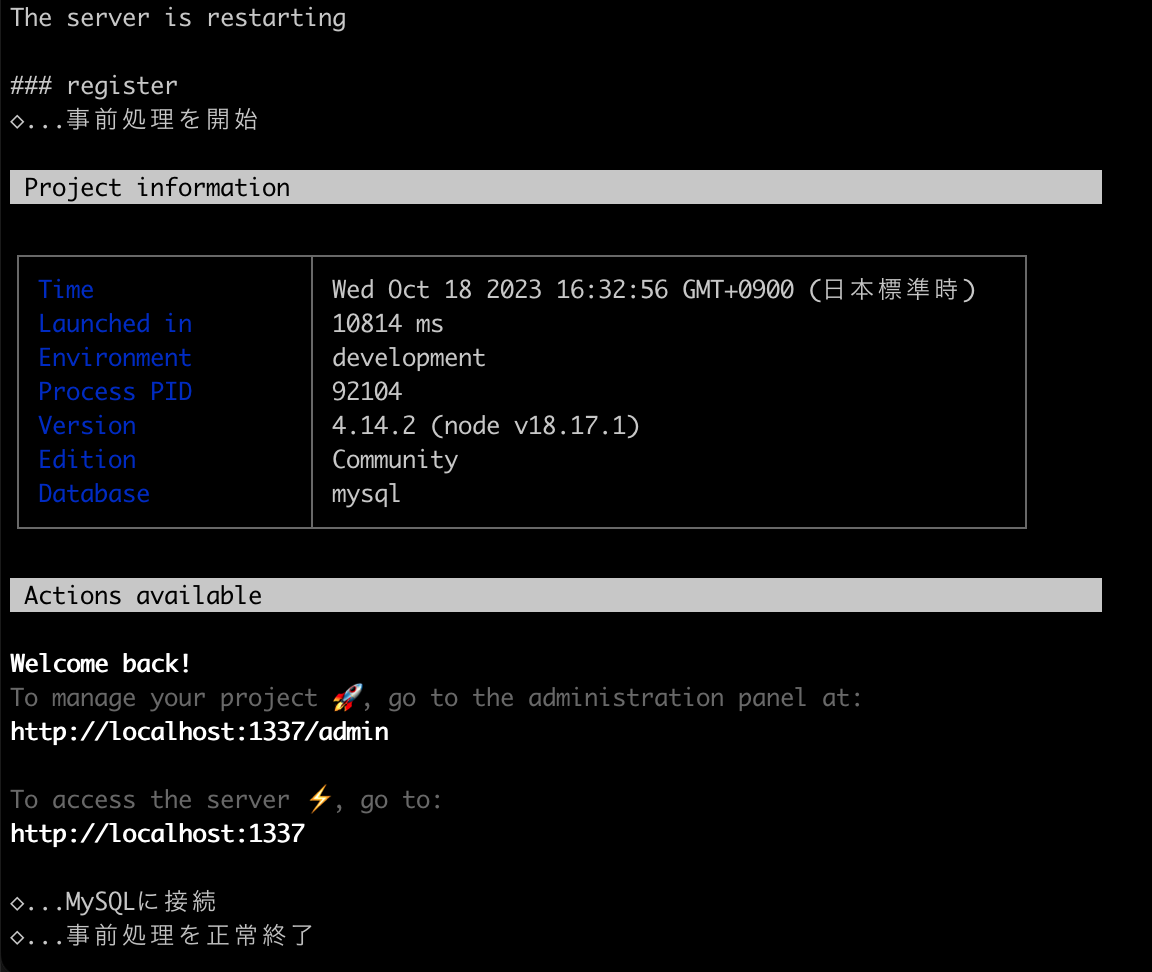 The server is restarting
### register
◇...事前処理を開始
Project information
Time Wed Oct 18 2023 16:32:56 GMT+0900 (日本標準時)
Launched in 10814 ms
Environment development
Process PID 92104
Version 4.14.2 (node v18.17.1)
Edition Community
Database mysql
Actions available
Welcome back!
To manage your project 🚀, go to the administration panel at:
http://localhost:1337/admin
To access the server ⚡, go to:
http://localhost:1337
◇...MySQLに接続
◇...事前処理を正常終了